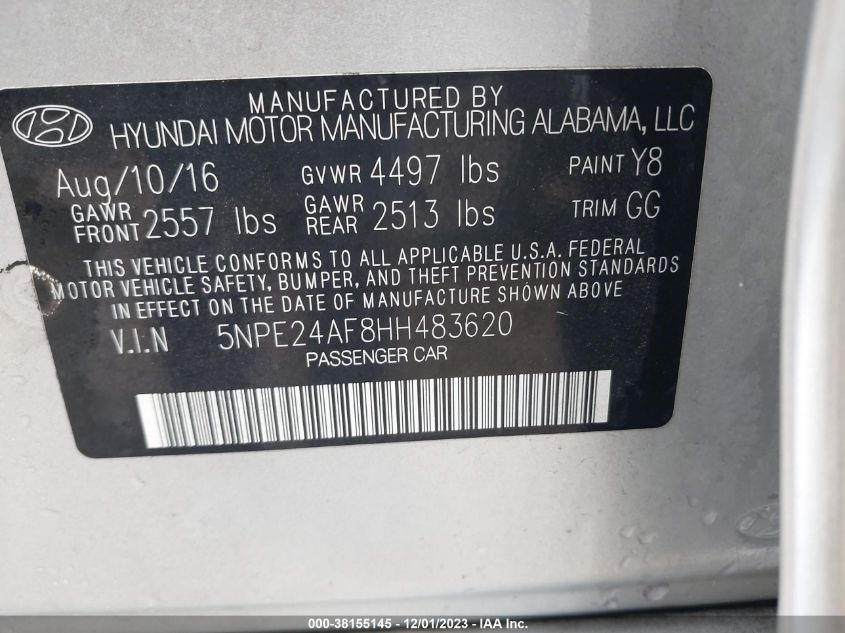 MANUFACTURED BY
HYUNDAI MOTOR MANUFACTURING ALABAMA, LLC
Aug/10/16 GVWR 4497 lbs PAINT Y8
GAWR FRONT 2557 lbs GAWR REAR 2513 lbs TRIM GG
THIS VEHICLE CONFORMS TO ALL APPLICABLE U.S.A. FEDERAL
MOTOR VEHICLE SAFETY, BUMPER, AND THEFT PREVENTION STANDARDS
IN EFFECT ON THE DATE OF MANUFACTURE SHOWN ABOVE
V.I.N 5NPE24AF8HH483620
PASSENGER CAR
000-38155145 - 12/01/2023 - IAA Inc.